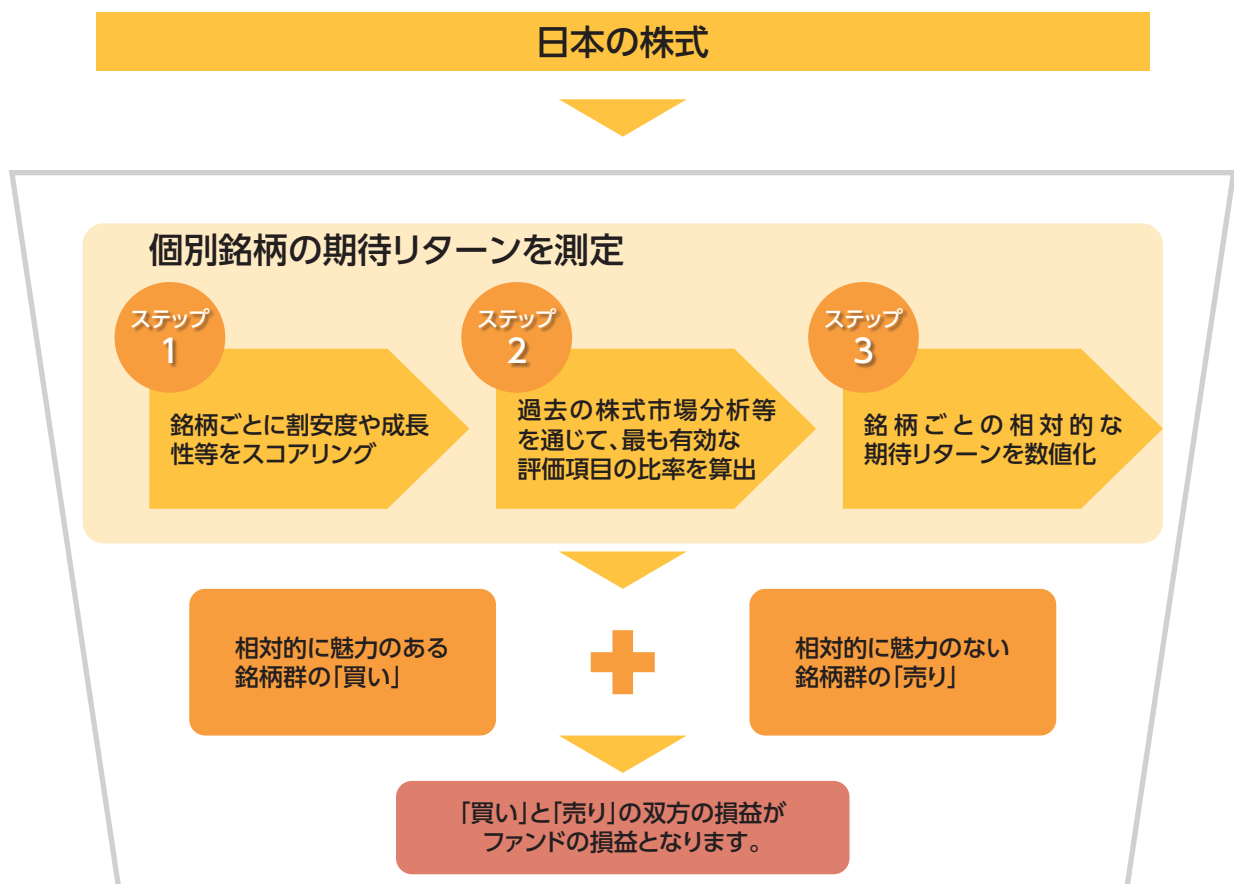 日本の株式
個別銘柄の期待リターンを測定
ステップ
1
銘柄ごとに割安度や成長
性等をスコアリング
ステップ
2
過去の株式市場分析等
を通じて、最も有効な
評価項目の比率を算出
ステップ
3
銘柄ごとの相対的な
期待リターンを数値化
相対的に魅力のある
銘柄群の「買い」
相対的に魅力のない
銘柄群の「売り」
「買い」と「売り」の双方の損益が
ファンドの損益となります。